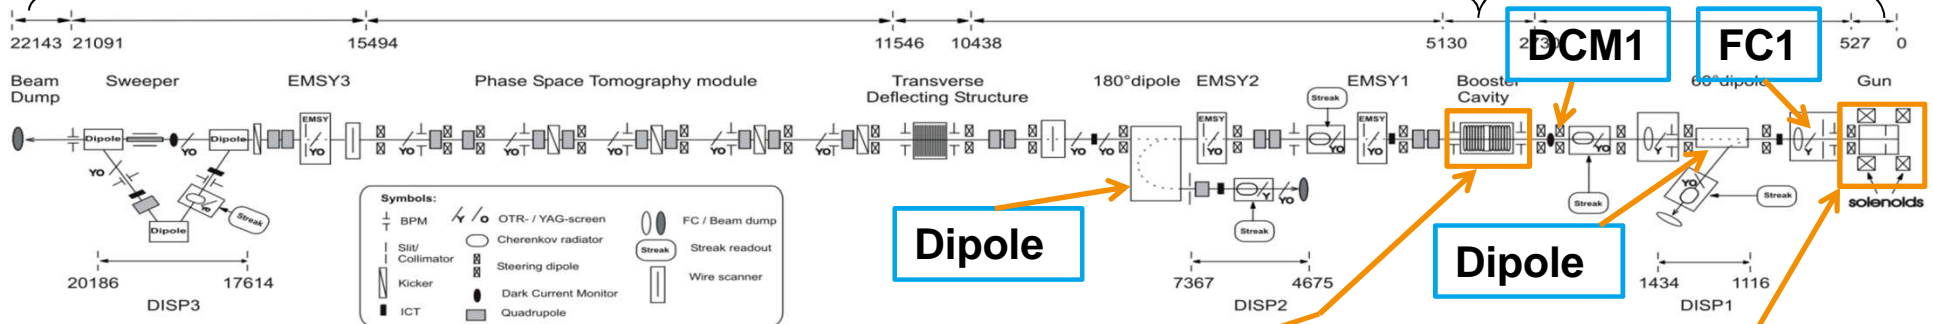 22143 21091 15494 11546 10438 5130 2730 527 0
DCM1 FC1
Beam Dump
Sweeper
EMSY3
Phase Space Tomography module
Transverse
Deflecting Structure
180°dipole
EMSY2
EMSY1
Booster
Cavity
60°dipole
Gun
Streak
Dipole
Dipole
EMSY
YO
YO
YO
YO
YO
YO
YO
YO
YO
EMSY
YO
Y
YO
EMSY
YO
YO
Y
YO
YO
Y
YO
Streak
Dipole
YO
Streak
Streak
YO
Streak
solenoids
Dipole
Dipole
Symbols:
BPM
Y O OTR- / YAG-screen
FC / Beam dump
Slit/
Collimator
Cherenkov radiator
Streak Streak readout
Steering dipole
Wire scanner
Kicker
Dark Current Monitor
ICT
Quadrupole
20186 17614
DISP3
7367 4675
DISP2
1434 1116
DISP1